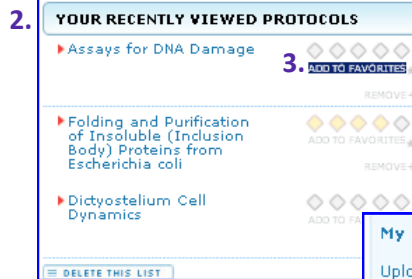 2.
YOUR RECENTLY VIEWED PROTOCOLS
Assays for DNA Damage
3.
ADD TO FAVORITES
REMOVE
Folding and Purification
of Insoluble (Inclusion
Body) Proteins from
Escherichia coli
ADD TO FAVORITES
REMOVE
Dictyostelium Cell
Dynamics
ADD TO
My
DELETE THIS LIST